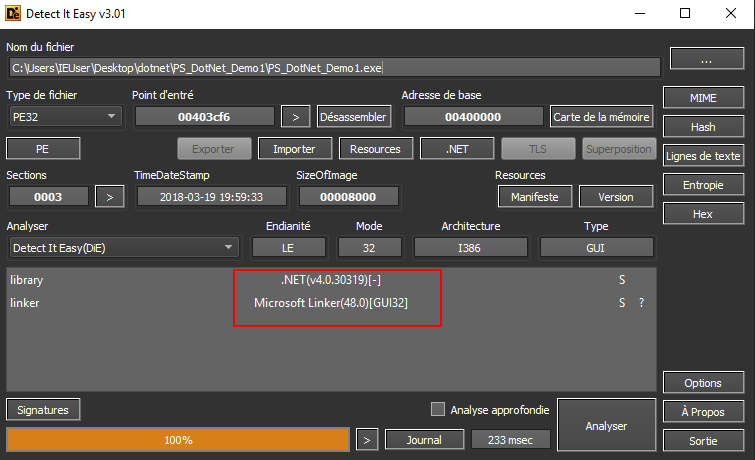 Detect It Easy v3.01
Nom du fichier
C:\Users\IEUser\Desktop\dotnet\PS_DotNet_Demo1\PS_DotNet_Demo1.exe
...
Type de fichier Point d'entré Adresse de base
PE32 00403cf6 > Désassembler 00400000 Carte de la mémoire MIME
PE Exporter Importer Resources .NET TLS Superposition Hash
Lignes de texte
Sections TimeDateStamp SizeOfImage Resources
0003 > 2018-03-19 19:59:33 00008000 Manifeste Version Entropie
Hex
Analyser Endianité Mode Architecture Type
Detect It Easy(DiE) LE 32 I386 GUI
library .NET(v4.0.30319)[-] S
linker Microsoft Linker(48.0)[GUI32] S ?
Options
Signatures Analyse approfondie Analyser À Propos
100% > Journal 233 msec Sortie